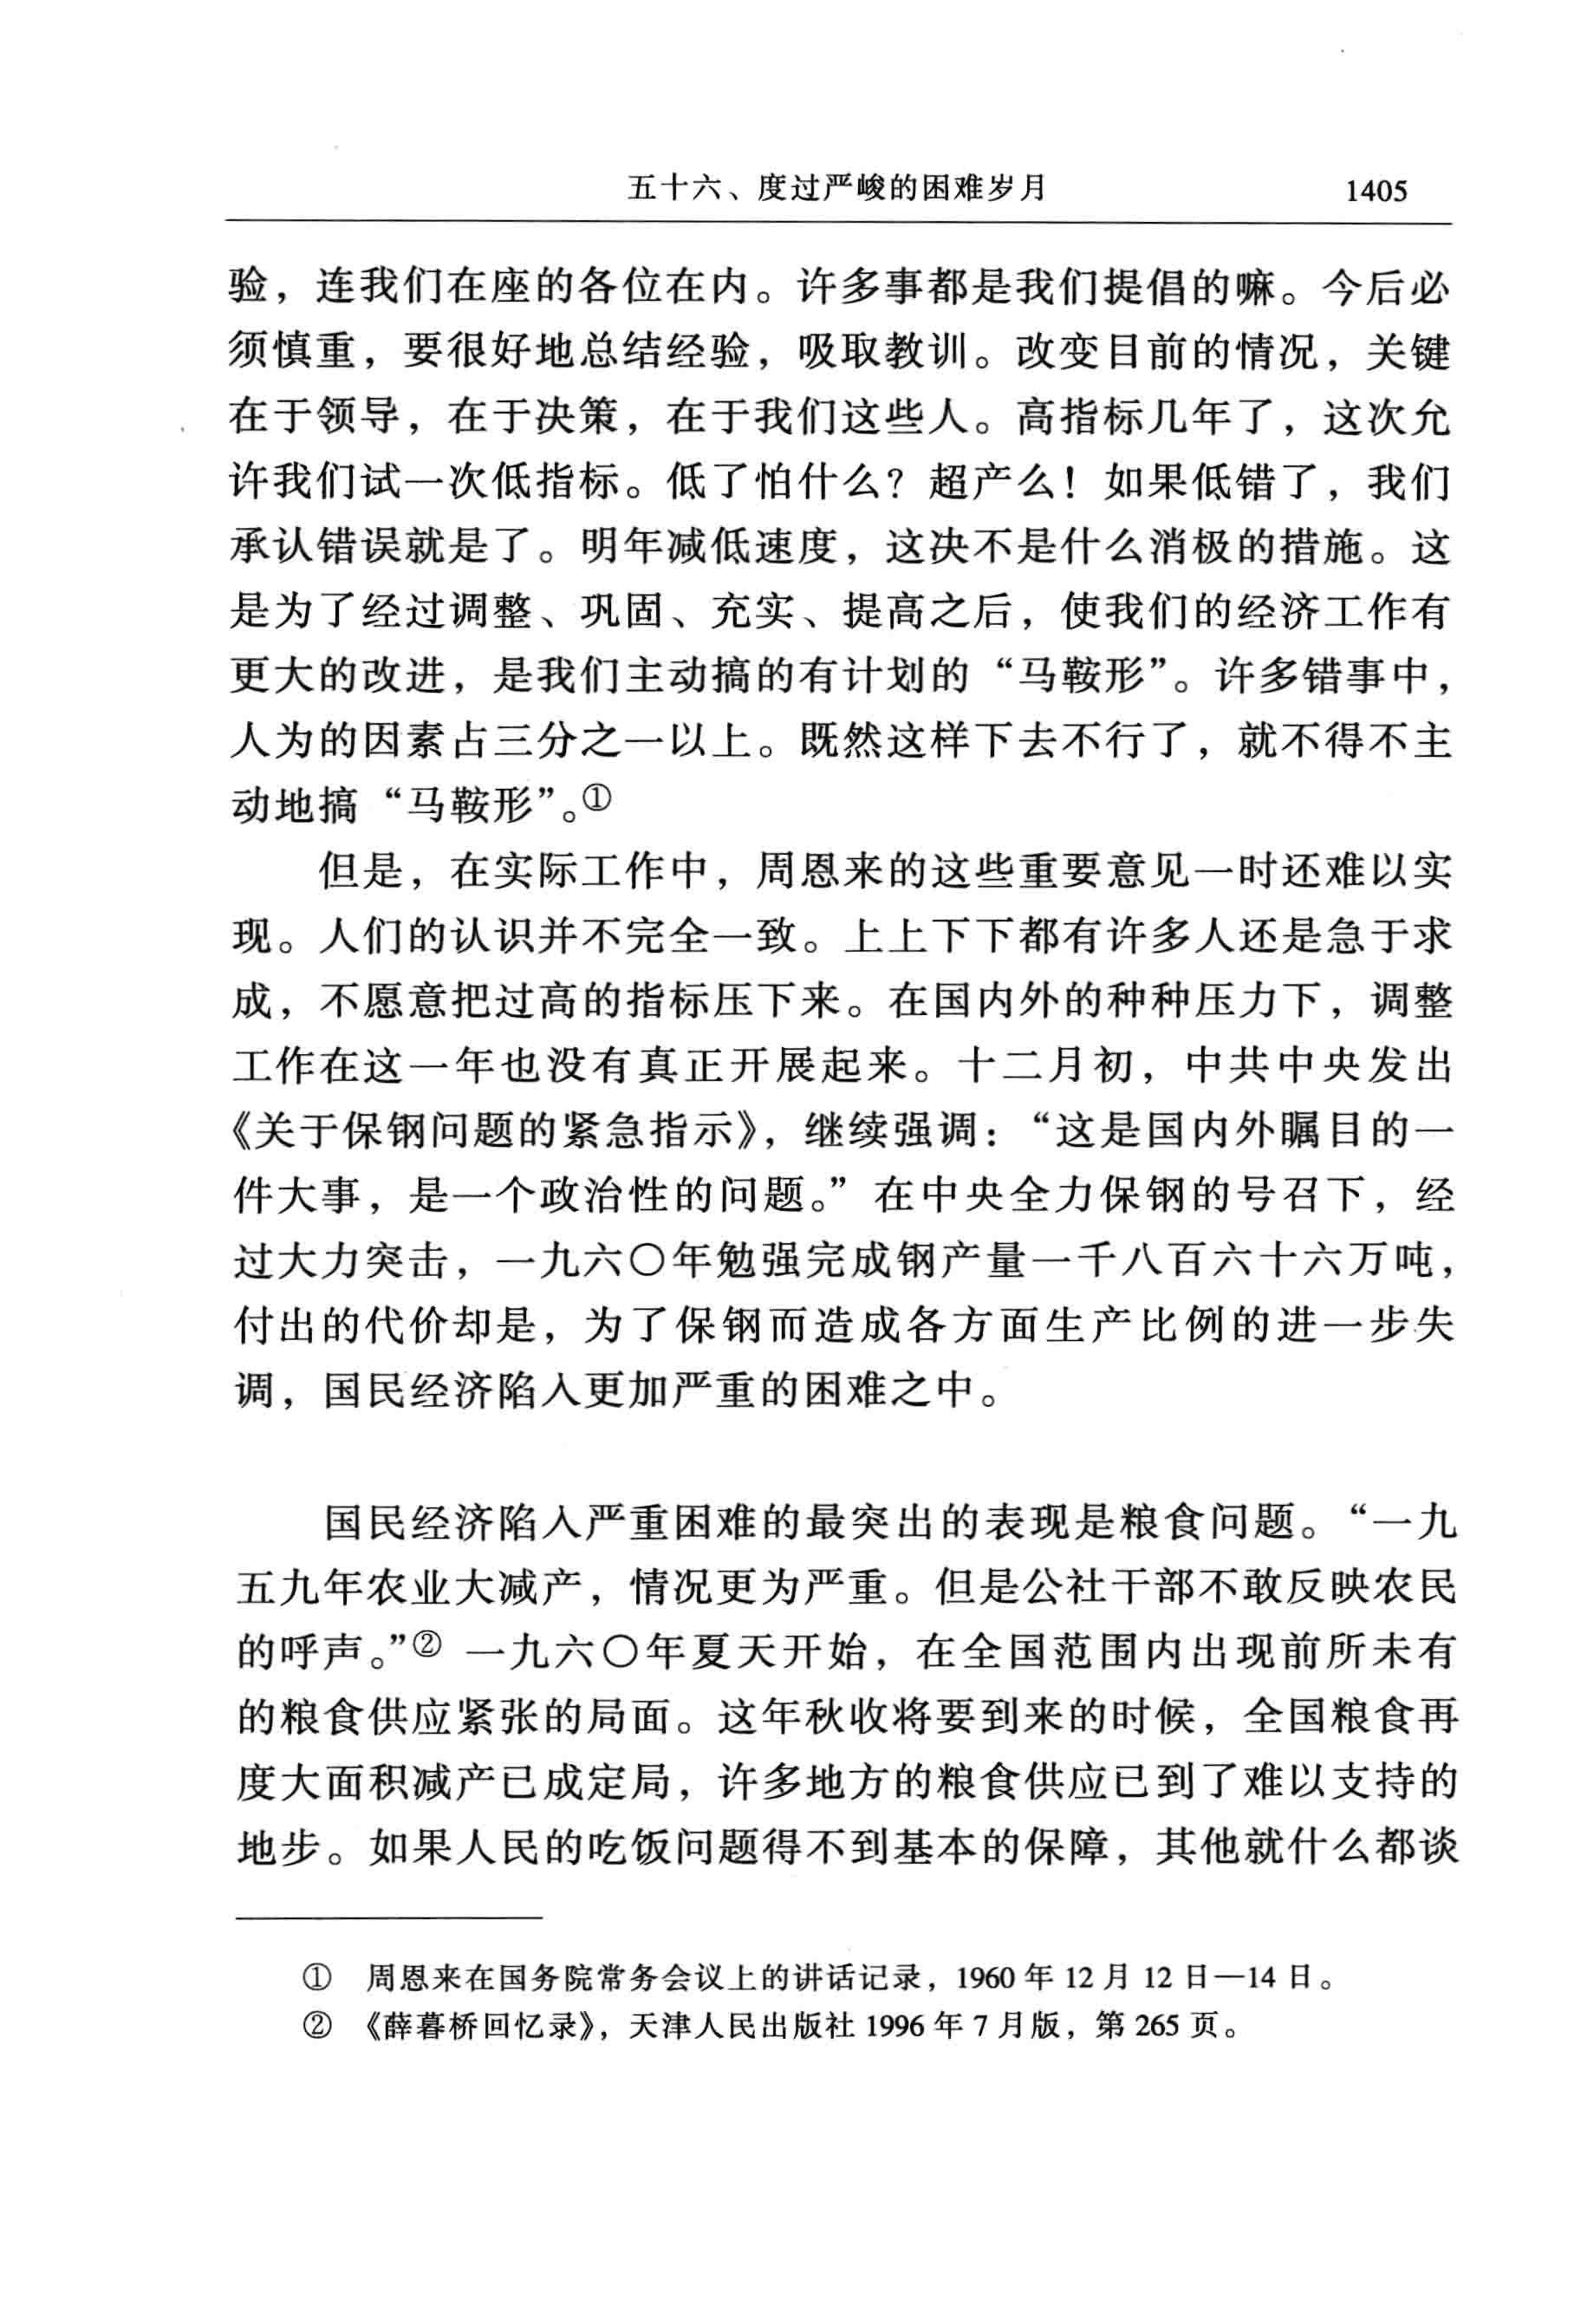 五十六、度过严峻的困难岁月 1405
验，连我们在座的各位在内。许多事都是我们提倡的嘛。今后必
须慎重，要很好地总结经验，吸取教训。改变目前的情况，关键
在于领导，在于决策，在于我们这些人。高指标几年了，这次允
许我们试一次低指标。低了怕什么？超产么！如果低错了，我们
承认错误就是了。明年减低速度，这决不是什么消极的措施。这
是为了经过调整、巩固、充实、提高之后，使我们的经济工作有
更大的改进，是我们主动搞的有计划的“马鞍形”。许多错事中，
人为的因素占三分之一以上。既然这样下去不行了，就不得不主
动地搞“马鞍形”。①
但是，在实际工作中，周恩来的这些重要意见一时还难以实
现。人们的认识并不完全一致。上上下下都有许多人还是急于求
成，不愿意把过高的指标压下来。在国内外的种种压力下，调整
工作在这一年也没有真正开展起来。十二月初，中共中央发出
《关于保钢问题的紧急指示》，继续强调：“这是国内外瞩目的一
件大事，是一个政治性的问题。”在中央全力保钢的号召下，经
过大力突击，一九六〇年勉强完成钢产量一千八百六十六万吨，
付出的代价却是，为了保钢而造成各方面生产比例的进一步失
调，国民经济陷入更加严重的困难之中。
国民经济陷入严重困难的最突出的表现是粮食问题。“一九
五九年农业大减产，情况更为严重。但是公社干部不敢反映农民
的呼声。”② 一九六〇年夏天开始，在全国范围内出现前所未有
的粮食供应紧张的局面。这年秋收将要到来的时候，全国粮食再
度大面积减产已成定局，许多地方的粮食供应已到了难以支持的
地步。如果人民的吃饭问题得不到基本的保障，其他就什么都谈
① 周恩来在国务院常务会议上的讲话记录，1960 年 12 月 12 日—14 日。
② 《薛暮桥回忆录》，天津人民出版社 1996 年 7 月版，第 265 页。